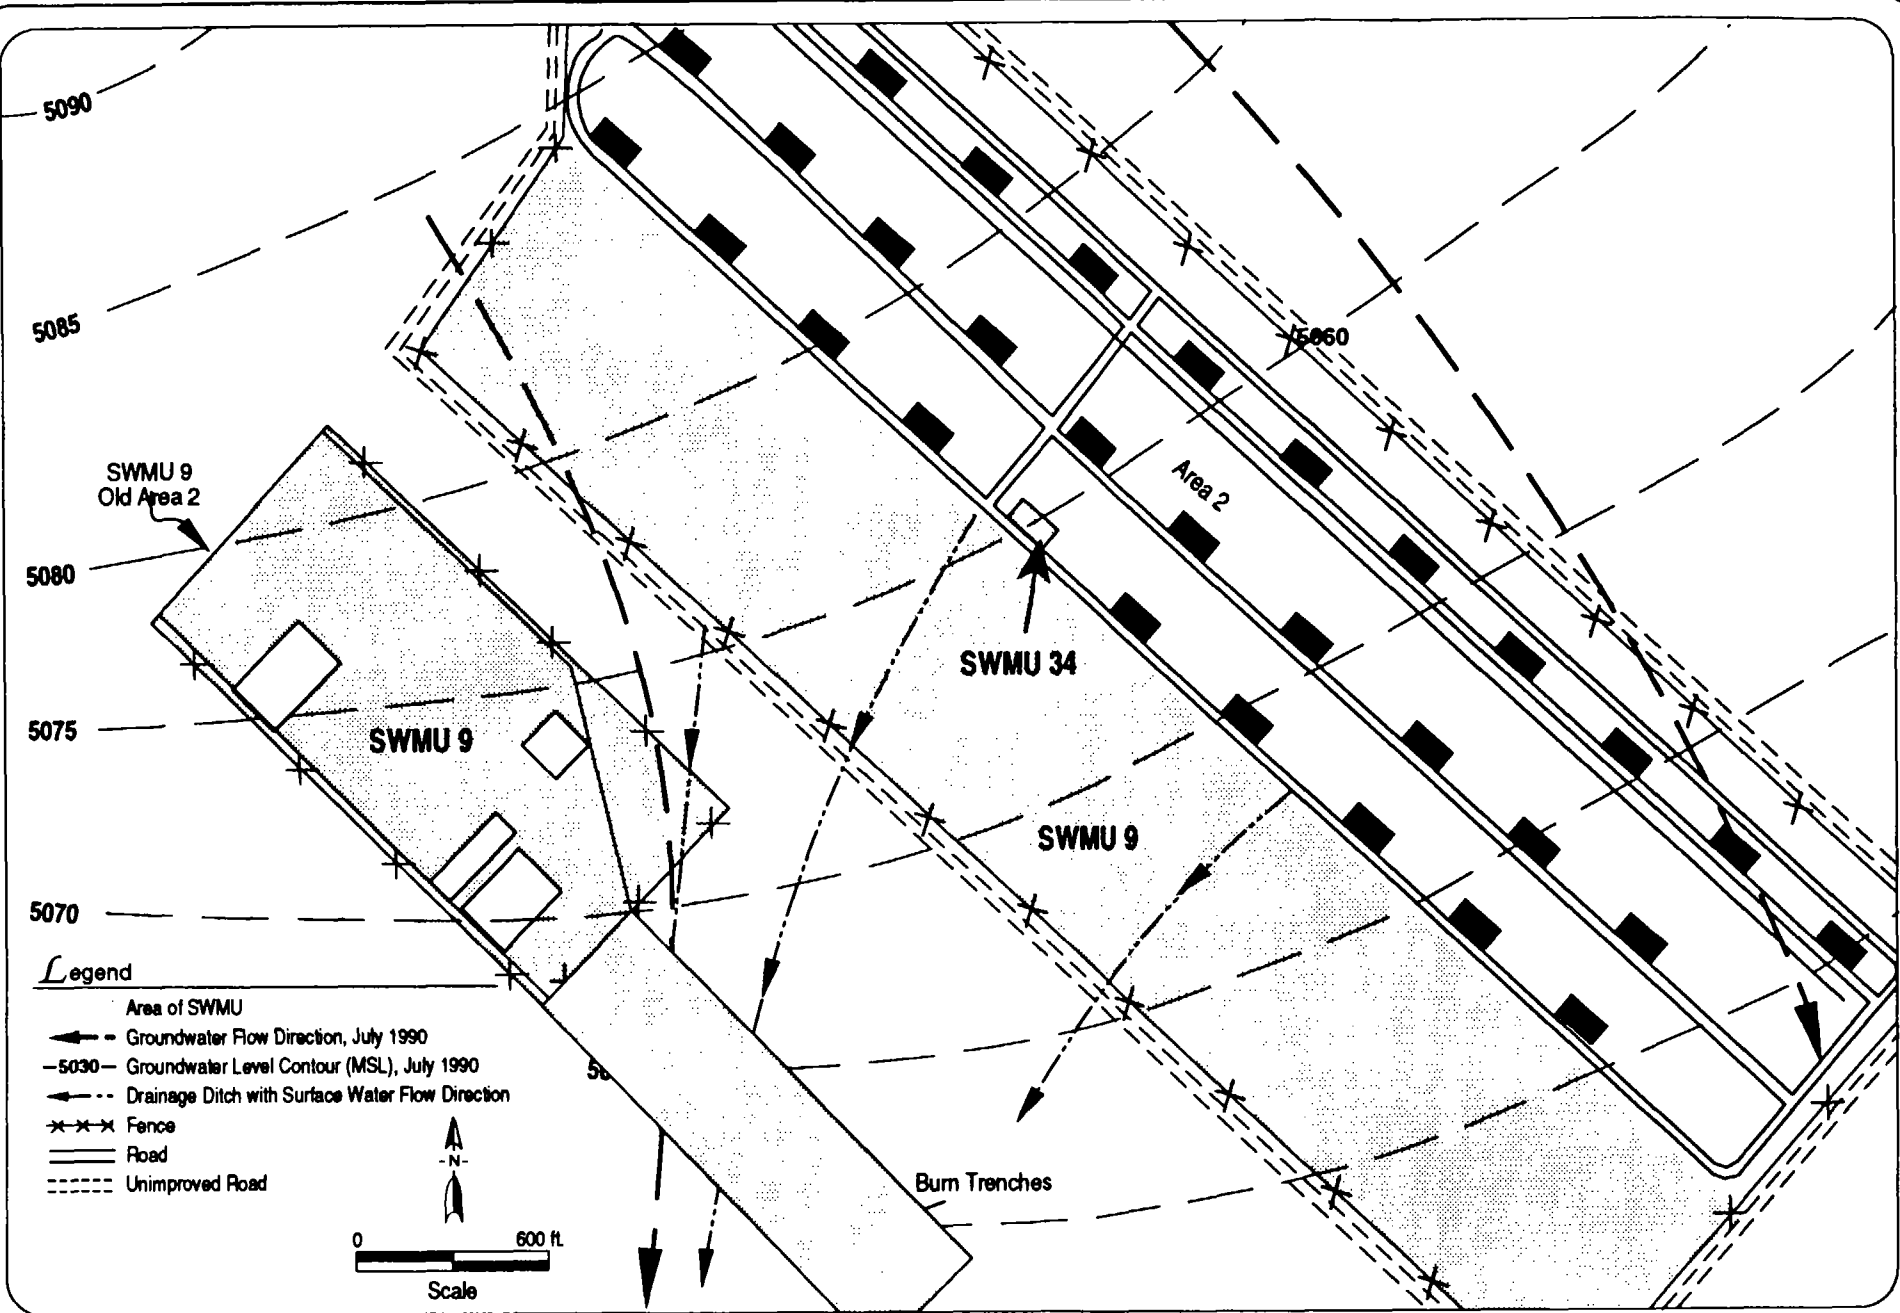 5090
5085
5060
SWMU 9
Old Area 2
Area 2
5080
SWMU 34
5075
SWMU 9
SWMU 9
5070
Legend
Area of SWMU
Groundwater Flow Direction, July 1990
-5030- Groundwater Level Contour (MSL), July 1990
Drainage Ditch with Surface Water Flow Direction
Fence
Road
Unimproved Road
-N-
Burn Trenches
0 600 ft.
Scale